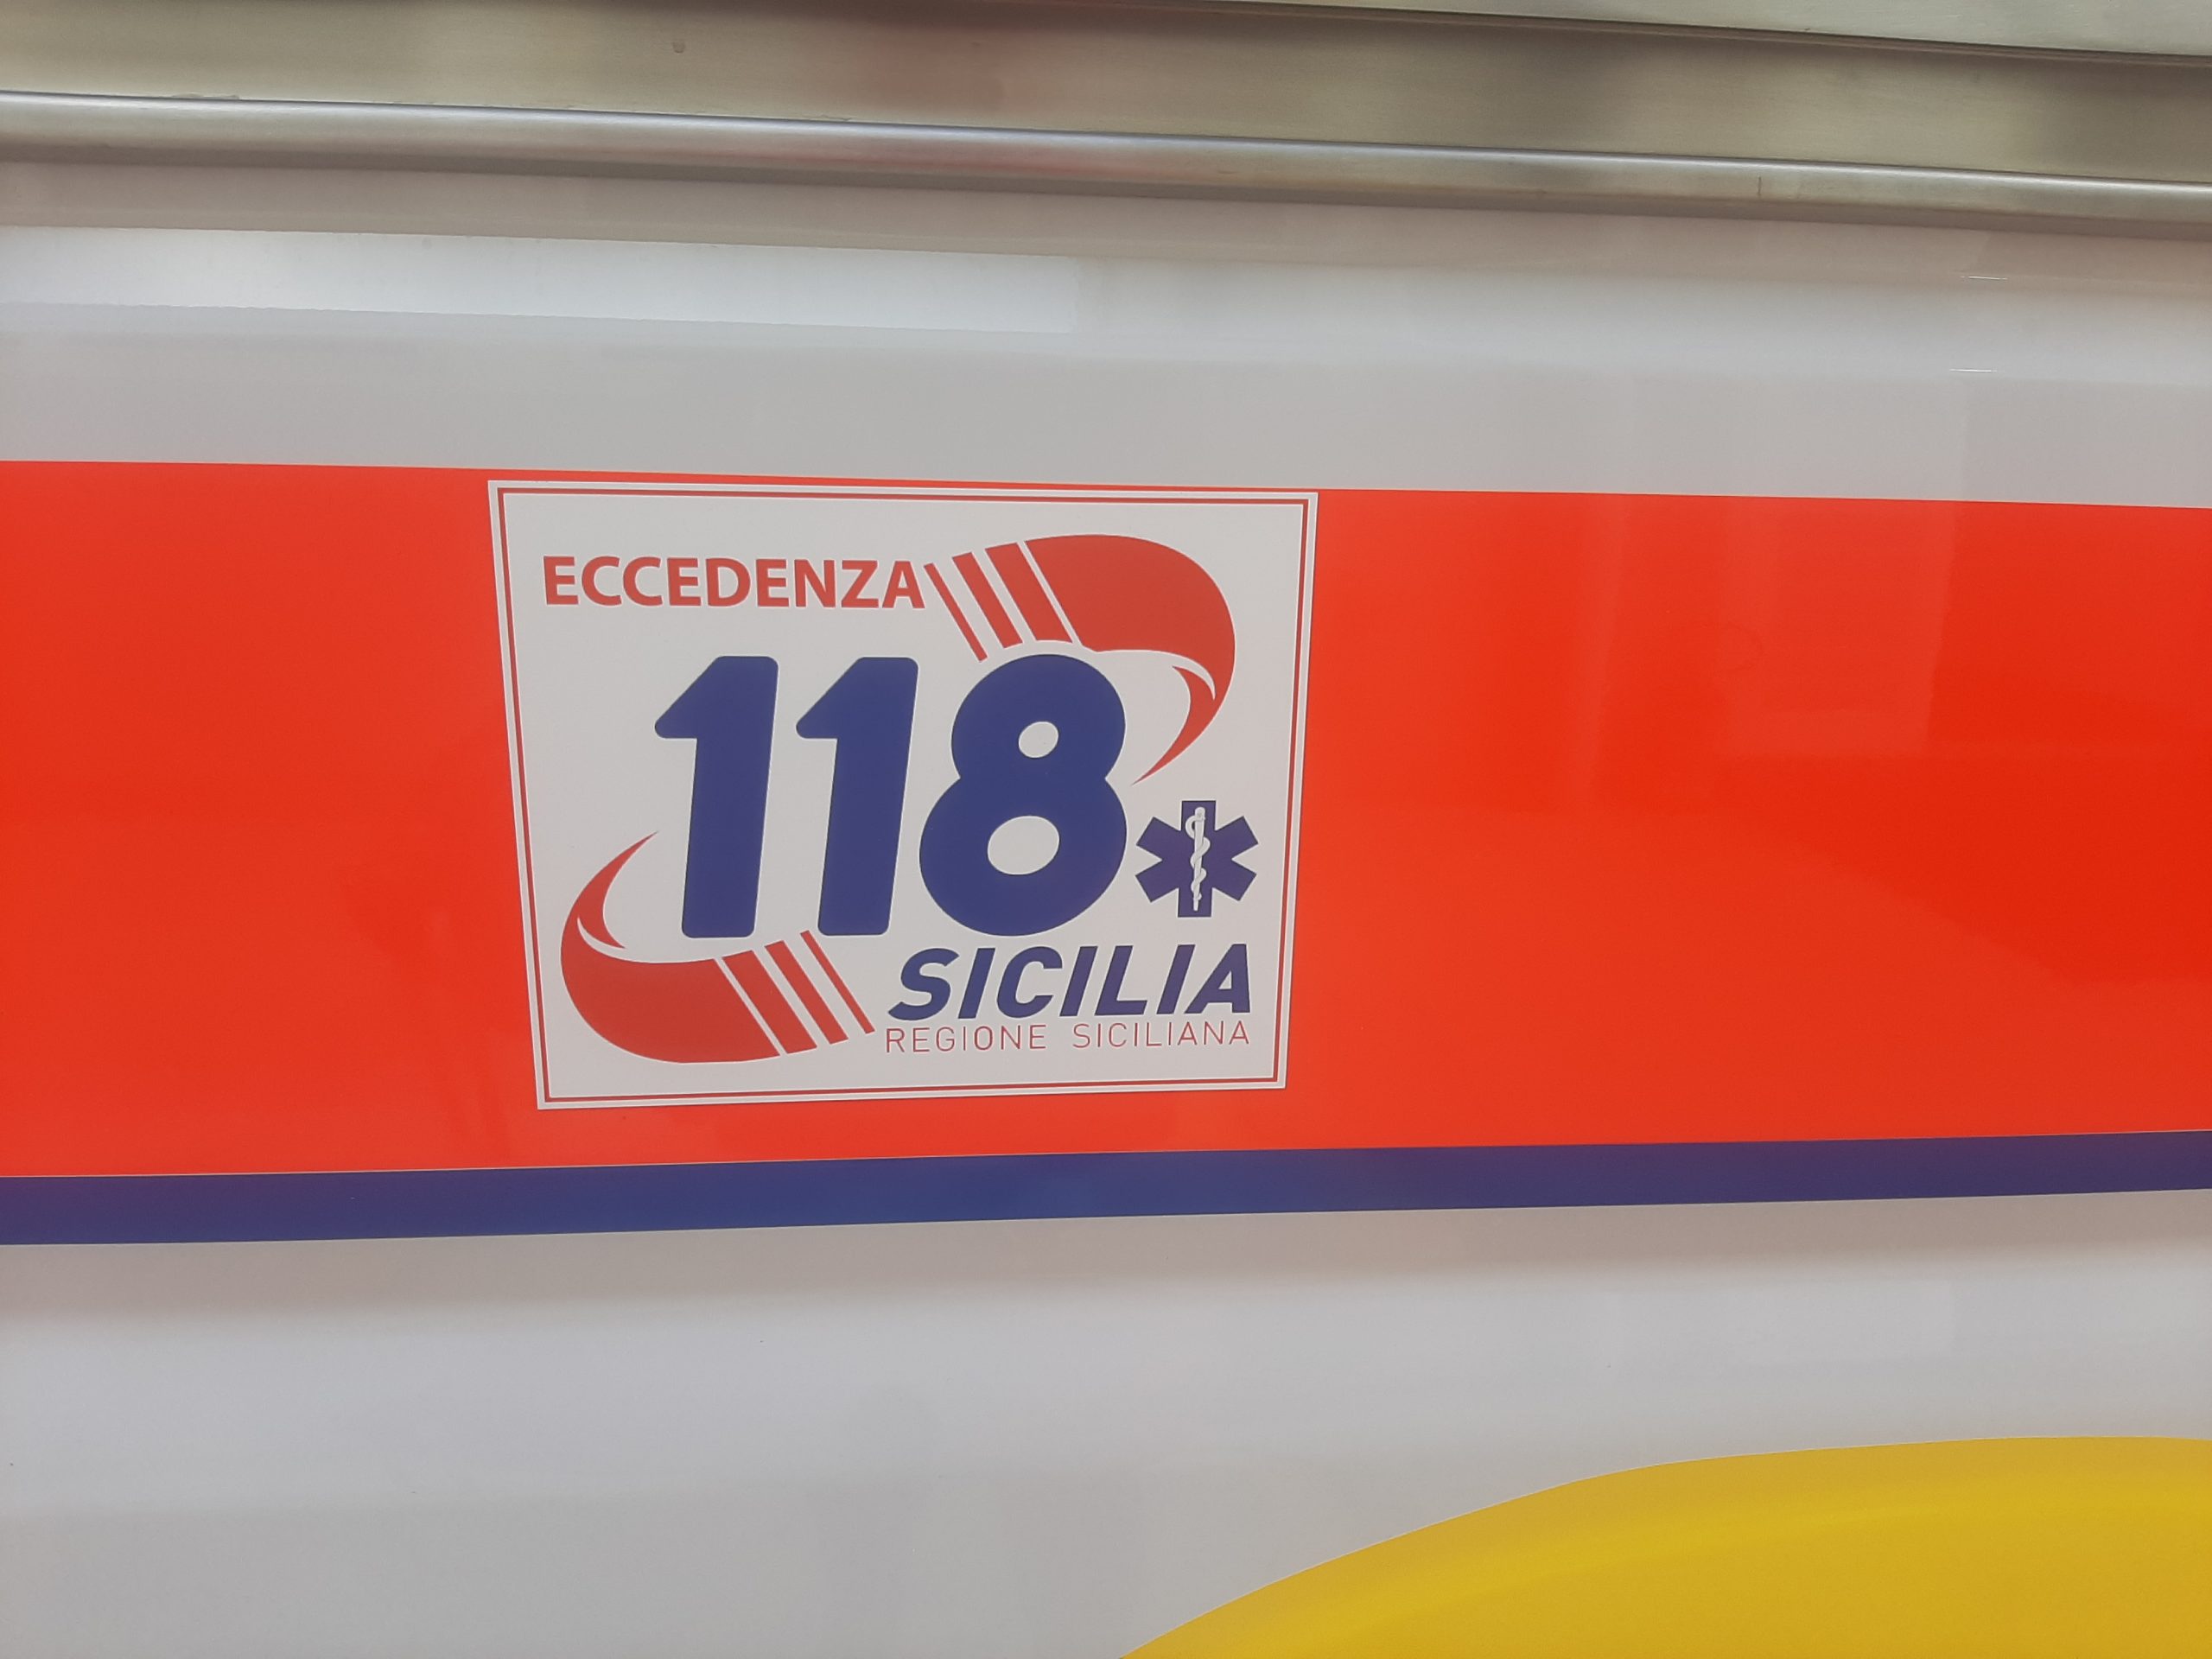 ECCEDENZA
118
SICILIA
REGIONE SICILIANA